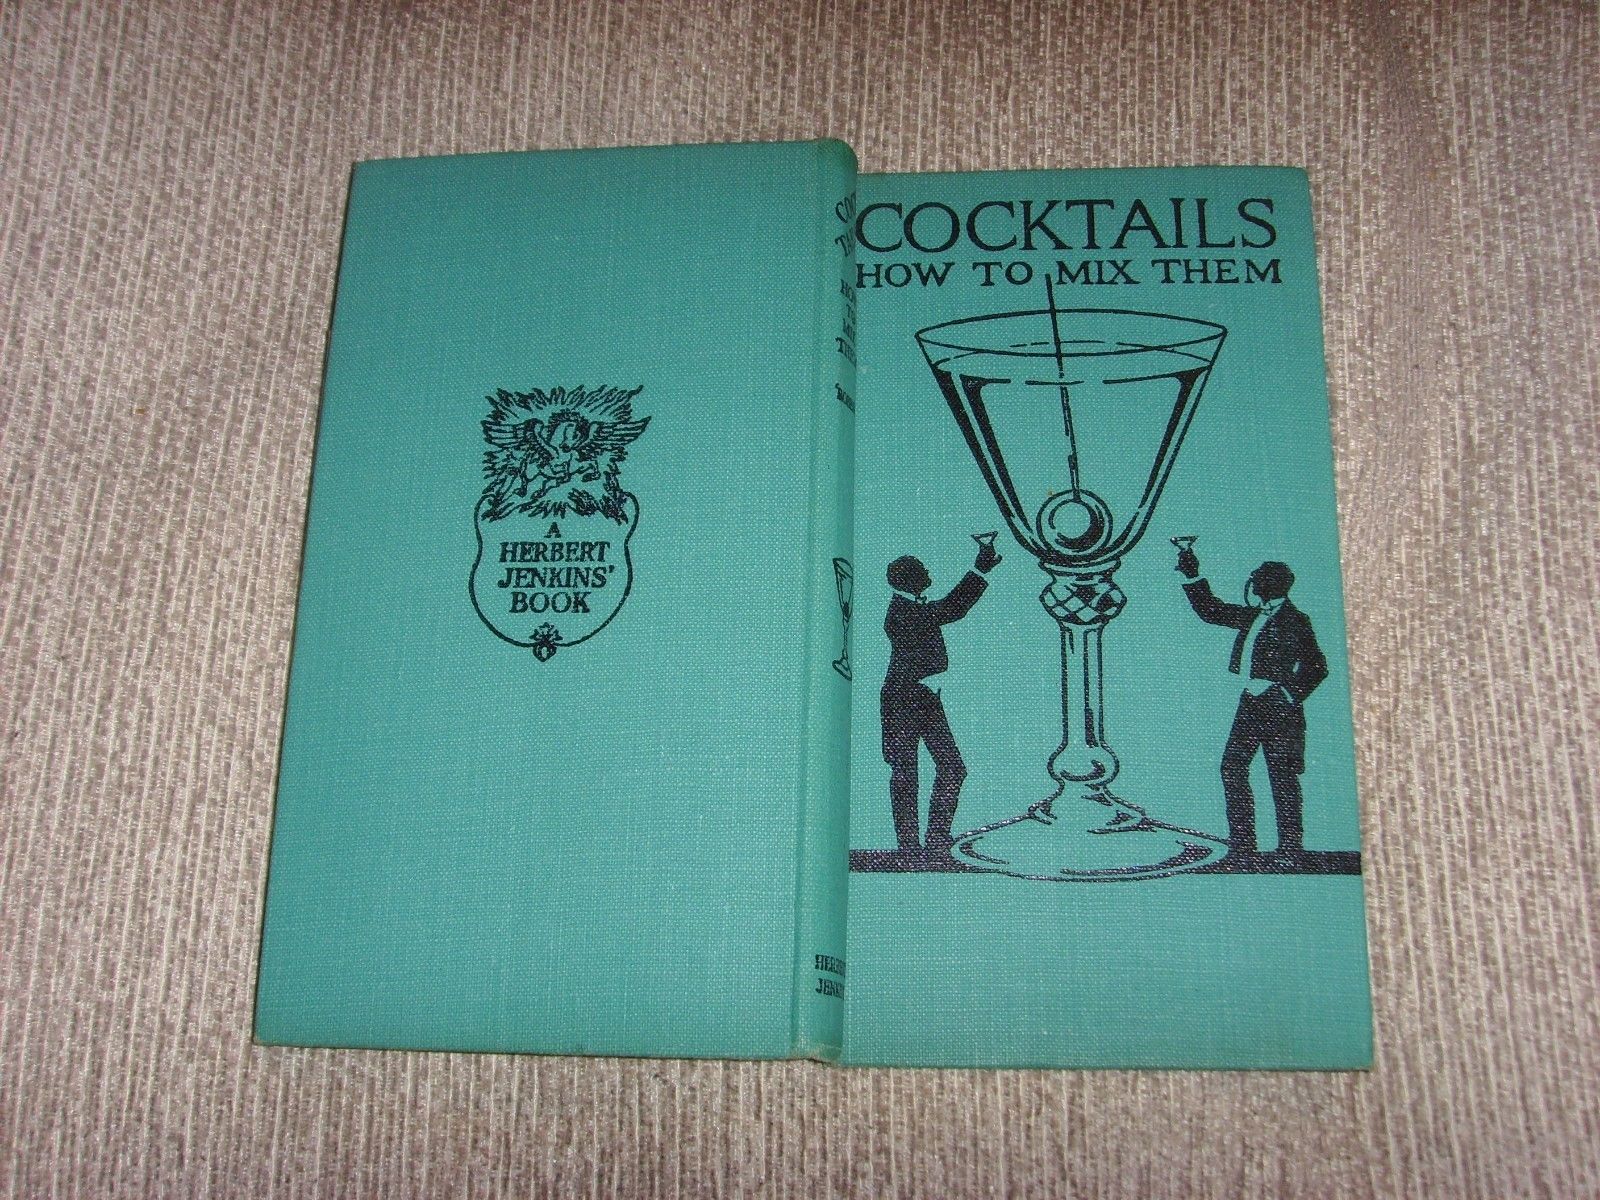 A
HERBERT
JENKINS'
BOOK
COCKTAILS
HOW TO MIX THEM